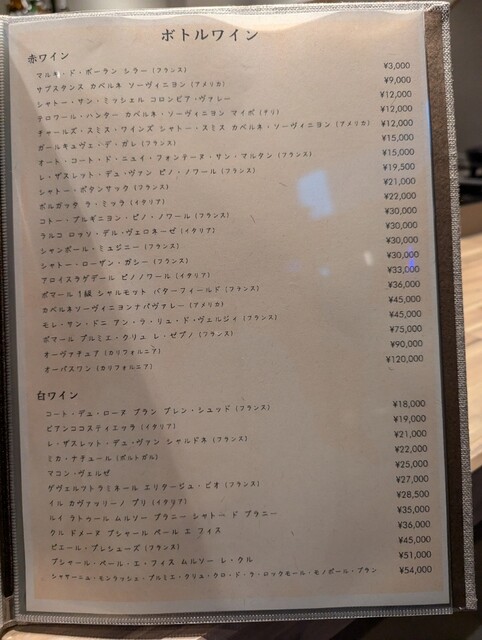 ボトルワイン
赤ワイン
マルキ・ド・ボーラン シラー (フランス) ¥3,000
サブスタンス カベルネ ソーヴィニヨン (アメリカ) ¥9,000
シャトー・サン・ミッシェル コロンビア・ヴァレー ¥12,000
テロワール・ハンター カベルネ・ソーヴィニヨン マイポ (チリ) ¥12,000
チャールズ・スミス・ワインズ シャトー・スミス カベルネ・ソーヴィニヨン (アメリカ) ¥12,000
ガールキュヴェ・デ・ガレ (フランス) ¥15,000
オート・コート・ド・ニュイ・フォンテーヌ・サン・マルタン (フランス) ¥15,000
レ・ザスレット・デュ・ヴァン ピノ・ノワール (フランス) ¥19,500
シャトー・ボタンサック (フランス) ¥21,000
ボルガッタ ラ・ミッラ (イタリア) ¥22,000
コトー・ブルギニヨン・ピノ・ノワール (フランス) ¥30,000
ラルコ ロッソ・デル・ヴェロネーゼ (イタリア) ¥30,000
シャンボール・ミュジニー (フランス) ¥30,000
シャトー・ローザン・ガシー (フランス) ¥30,000
アロイスラゲデール ピノノワール (イタリア) ¥33,000
ポマール 1級 シャルモット バターフィールド (フランス) ¥36,000
カベルネソーヴィニヨンナパヴァレー (アメリカ) ¥45,000
モレ・サン・ドニ アン・ラ・リュ・ド・ヴェルジィ (フランス) ¥45,000
ポマール プルミエ・クリュ レ・ゼプノ (フランス) ¥75,000
オーヴァチュア (カリフォルニア) ¥90,000
オーパスワン (カリフォルニア) ¥120,000
白ワイン
コート・デュ・ローヌ ブラン ブレン・シュッド (フランス) ¥18,000
ビアンココスティエッラ (イタリア) ¥19,000
レ・ザスレット・デュ・ヴァン シャルドネ (フランス) ¥21,000
ミカ・ナチュール (ポルトガル) ¥22,000
マコン・ヴェルゼ ¥25,000
ゲヴェルツトラミネール エリタージュ・ビオ (フランス) ¥27,000
イル カヴァッリーノ ブリ (イタリア) ¥28,500
ルイ ラトゥール ムルソー ブラニー シャトー ド ブラニー ¥35,000
クル ドメーヌ ブシャール ペール エ フィス ¥36,000
ピエール・ブレシェーズ (フランス) ¥45,000
ブシャール・ペール・エ・フィス ムルソー レ・クル ¥51,000
シャサーニュ・モンラッシェ・プルミエ・クリュ・クロ・ド・ラ・ロックモール・モノポール・ブラン ¥54,000